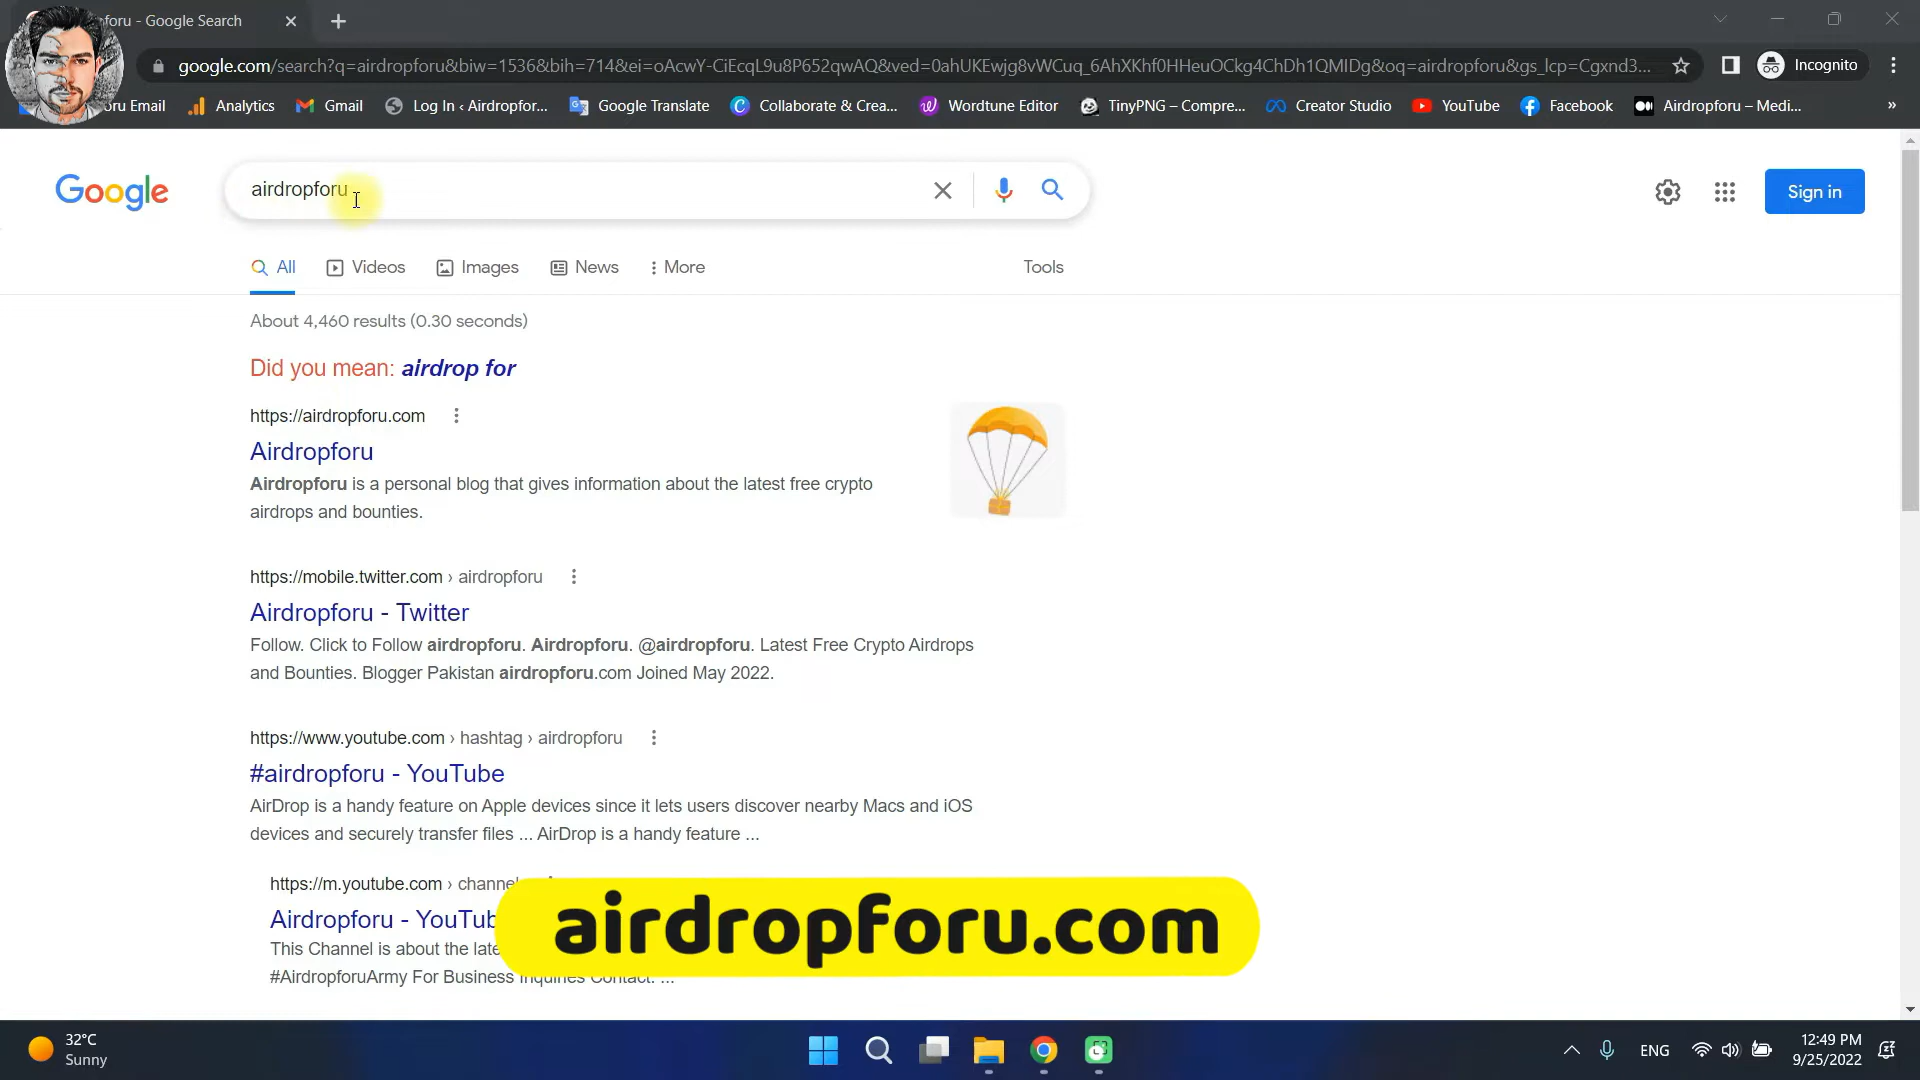 foru - Google Search
google.com/search?q=airdropforu&biw=1536&bih=714&ei=oAcwY-CiEcqL9u8P652qwAQ&ved=0ahUKEwjg8vWCuq_6AhXKhf0HHeuOCkg4ChDh1QMIDg&oq=airdropforu&gs_lcp=Cgxnd3...
Incognito
oru Email
Analytics
Gmail
Log In ‹ Airdropfor...
Google Translate
Collaborate & Crea...
Wordtune Editor
TinyPNG – Compre...
Creator Studio
YouTube
Facebook
Airdropforu – Medi...
»
Google
airdropforu
Sign in
All
Videos
Images
News
More
Tools
About 4,460 results (0.30 seconds)
Did you mean: airdrop for
https://airdropforu.com
Airdropforu
Airdropforu is a personal blog that gives information about the latest free crypto
airdrops and bounties.
https://mobile.twitter.com › airdropforu
Airdropforu - Twitter
Follow. Click to Follow airdropforu. Airdropforu. @airdropforu. Latest Free Crypto Airdrops
and Bounties. Blogger Pakistan airdropforu.com Joined May 2022.
https://www.youtube.com › hashtag › airdropforu
#airdropforu - YouTube
AirDrop is a handy feature on Apple devices since it lets users discover nearby Macs and iOS
devices and securely transfer files ... AirDrop is a handy feature ...
https://m.youtube.com › channe
Airdropforu - YouTub
This Channel is about the late
#AirdropforuArmy For Business Inquiries Contact. ...
airdropforu.com
32°C
Sunny
ENG
12:49 PM
9/25/2022